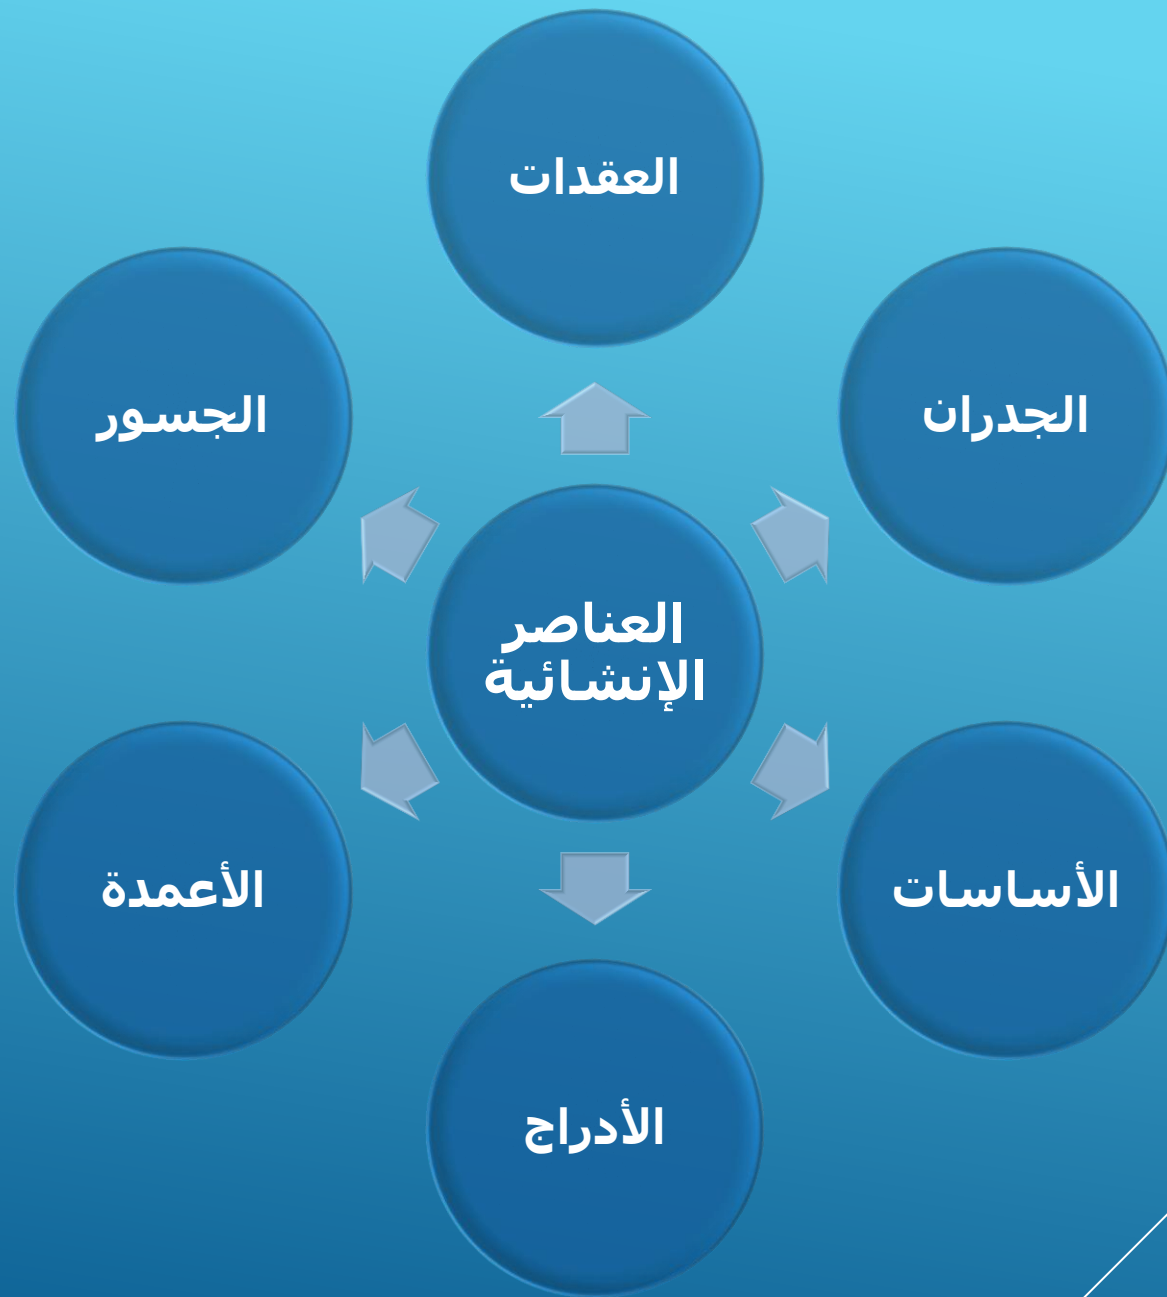 العقدات
الجدران
الجسور
العناصر
الإنشائية
الأساسات
الأعمدة
الأدراج